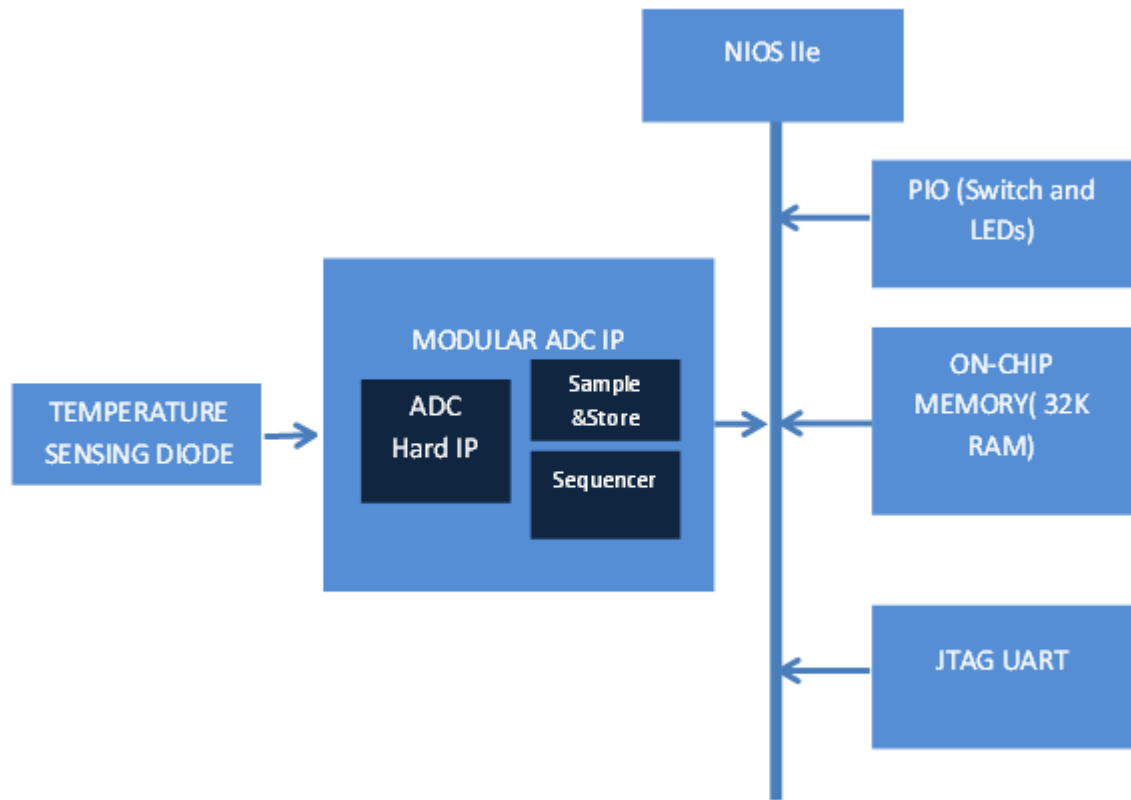 NIOS IIe
PIO (Switch and
LEDs)
MODULAR ADC IP
ADC
Hard IP
Sample
&Store
Sequencer
TEMPERATURE
SENSING DIODE
ON-CHIP
MEMORY( 32K
RAM)
JTAG UART